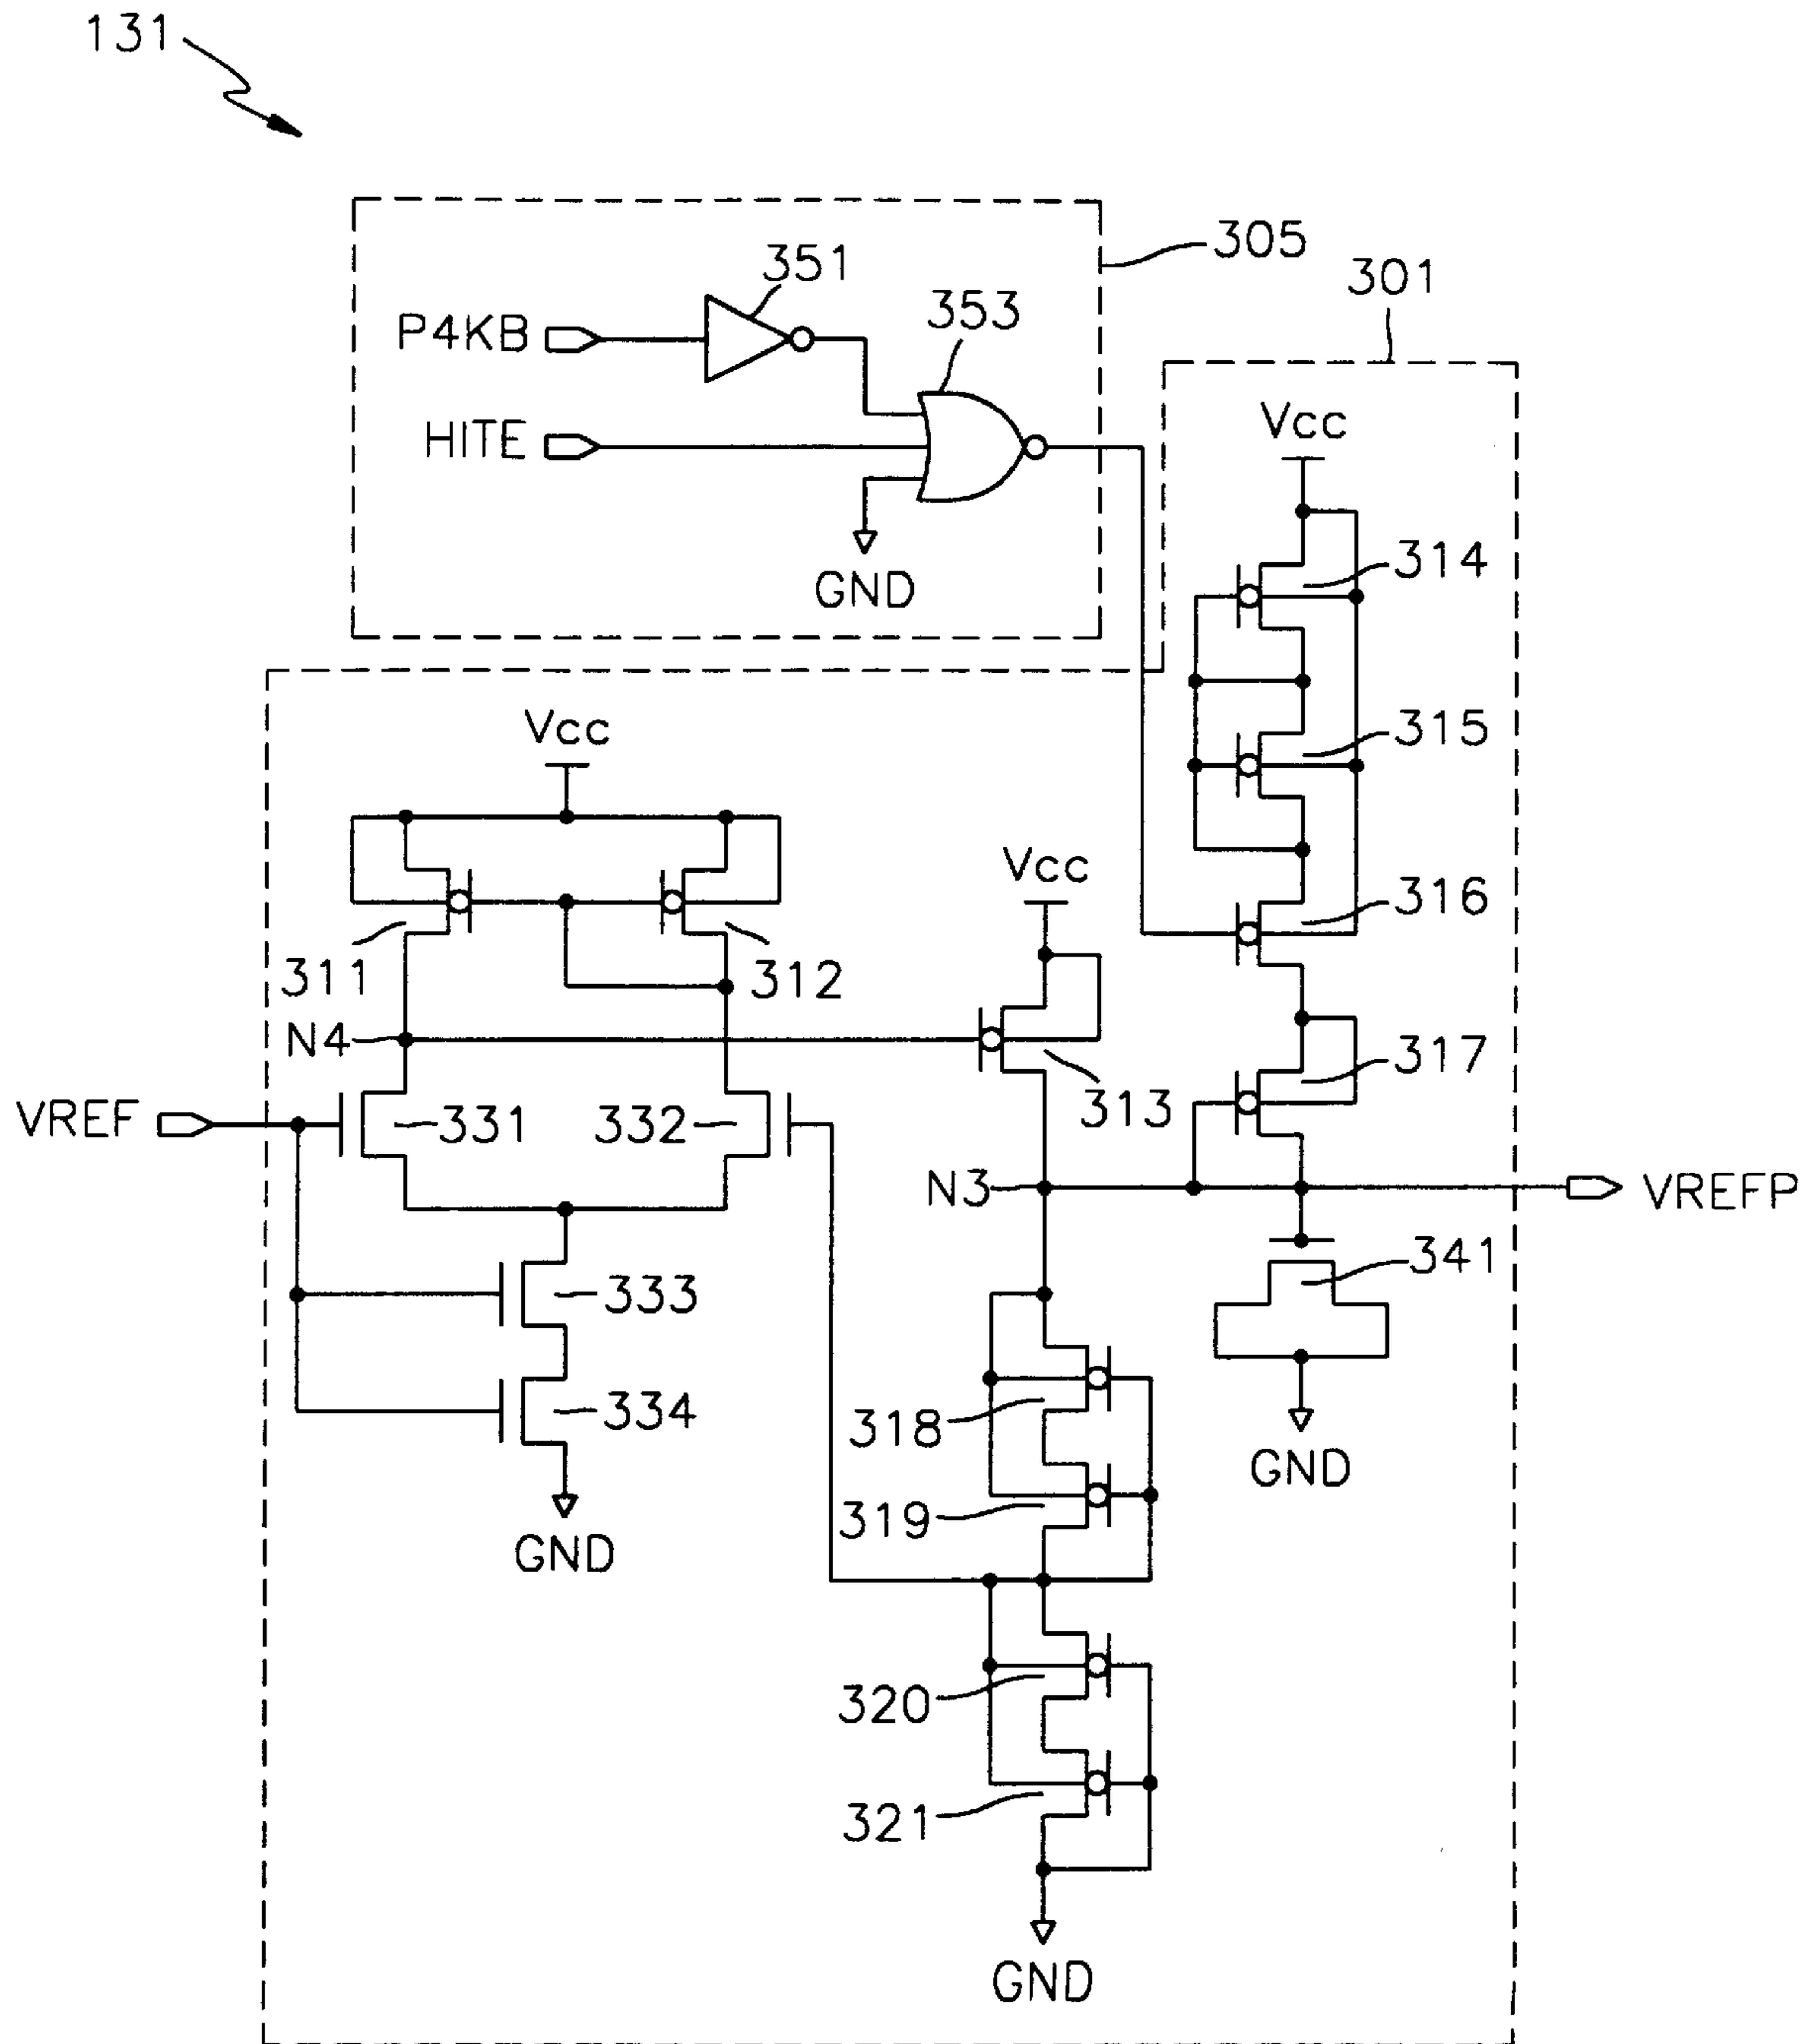 131
305
301
351
353
P4KB
HITE
GND
Vcc
314
315
316
317
Vcc
311
312
N4
Vcc
313
VREF
331
332
N3
VREFP
333
334
GND
341
GND
318
319
320
321
GND